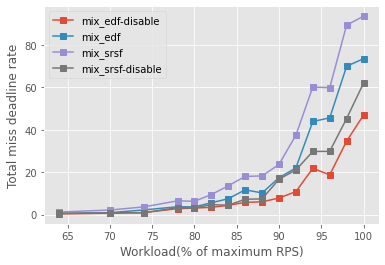 mix_edf-disable
mix_edf
mix_srsf
mix_srsf-disable
Total miss deadline rate
80
60
40
20
0
65 70 75 80 85 90 95 100
Workload(% of maximum RPS)